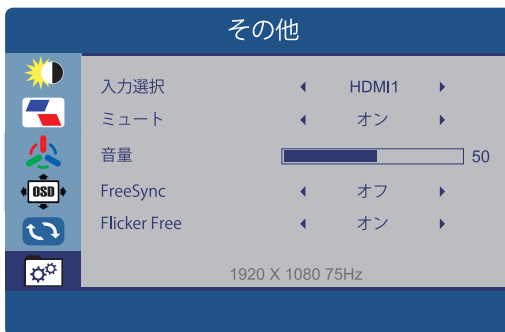 その他
入力選択 HDMI1
ミュート オン
音量 50
FreeSync オフ
OSD
Flicker Free オン
1920 X 1080 75Hz